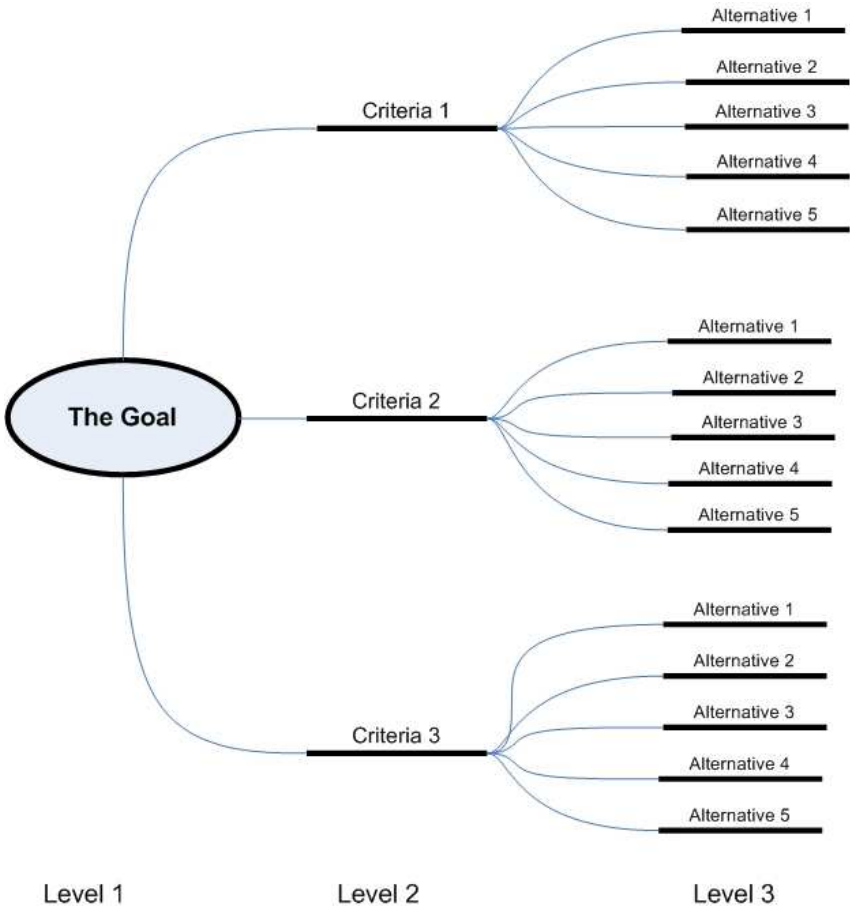 Alternative 1
Alternative 2
Criteria 1
Alternative 3
Alternative 4
Alternative 5
Alternative 1
Alternative 2
Criteria 2
The Goal
Alternative 3
Alternative 4
Alternative 5
Alternative 1
Alternative 2
Alternative 3
Criteria 3
Alternative 4
Alternative 5
Level 1
Level 2
Level 3